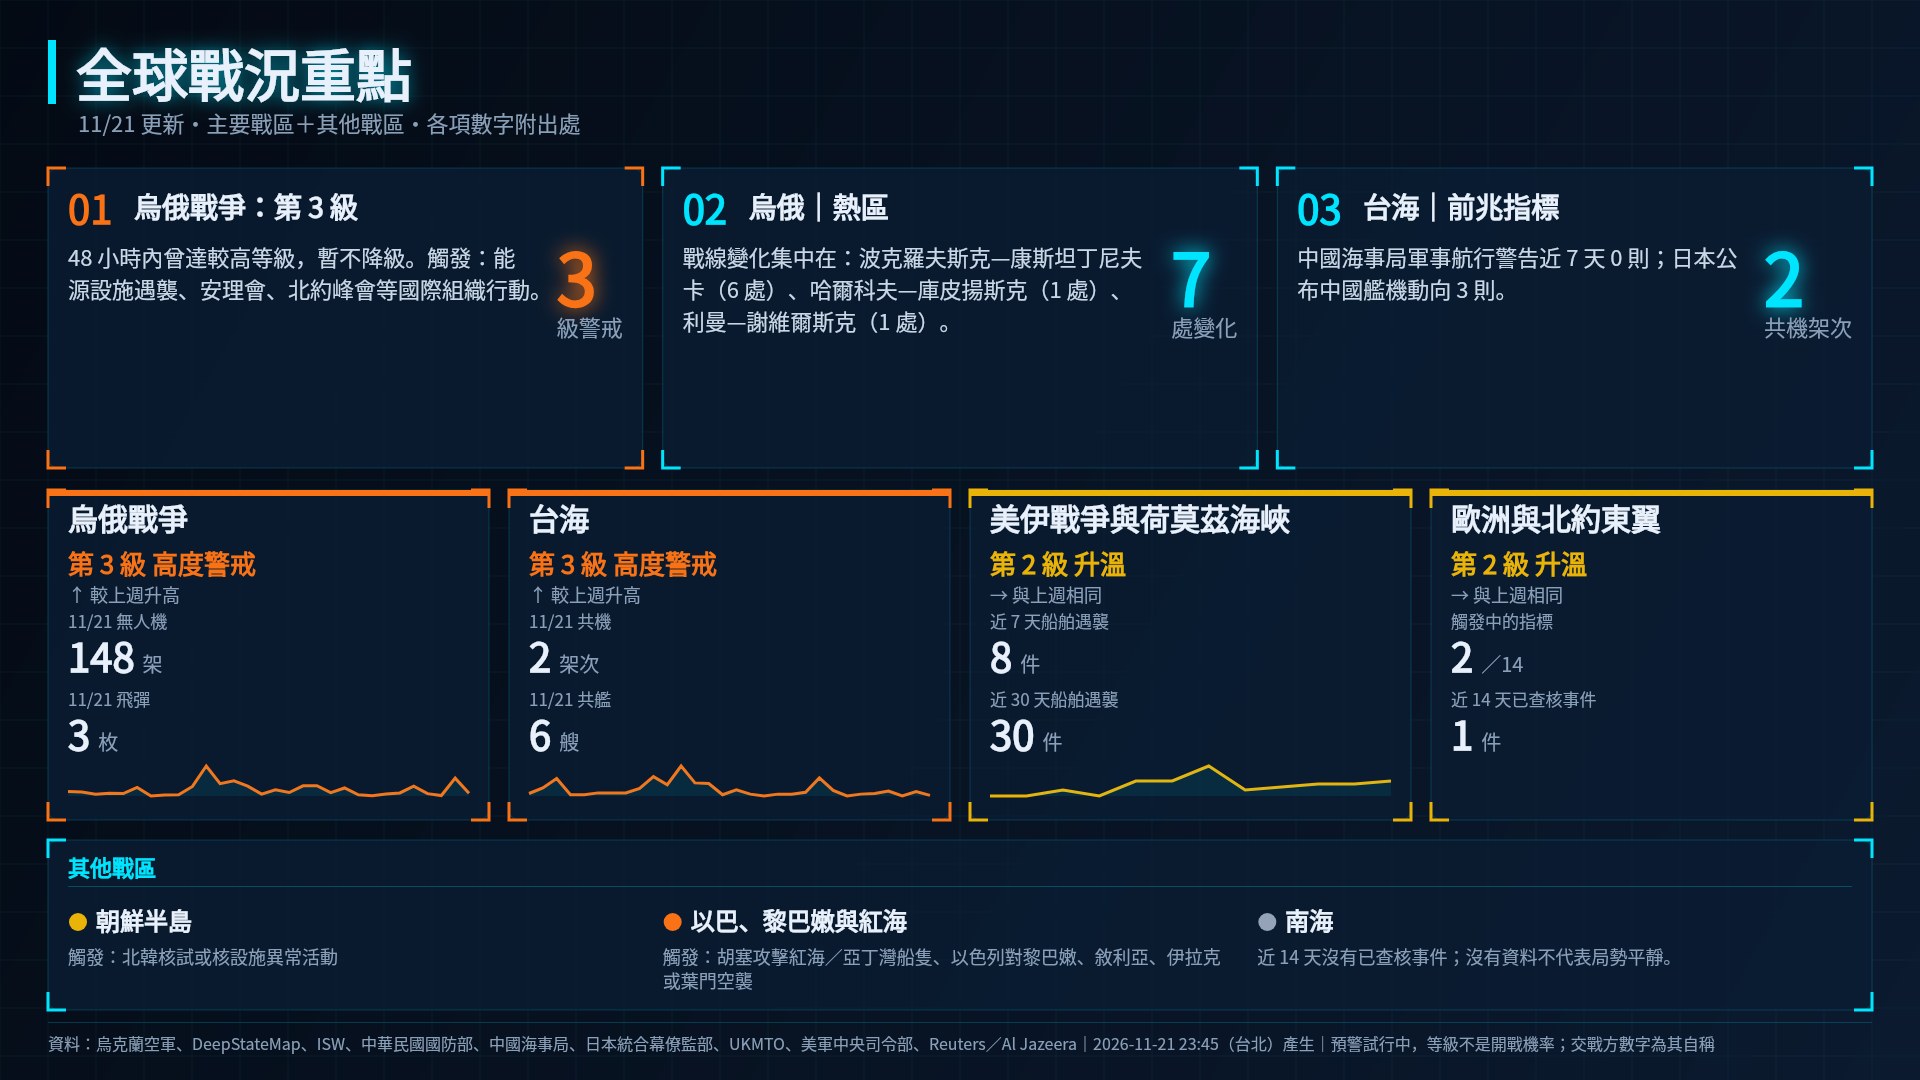 全球戰況重點
11/21 更新・主要戰區＋其他戰區・各項數字附出處
01 烏俄戰爭：第 3 級
48 小時內曾達較高等級，暫不降級。觸發：能
源設施遇襲、安理會、北約峰會等國際組織行動。
3
級警戒
02 烏俄｜熱區
戰線變化集中在：波克羅夫斯克—康斯坦丁尼夫
卡（6 處）、哈爾科夫—庫皮揚斯克（1 處）、
利曼—謝維爾斯克（1 處）。
7
處變化
03 台海｜前兆指標
中國海事局軍事航行警告近 7 天 0 則；日本公
布中國艦機動向 3 則。
2
共機架次
烏俄戰爭
第 3 級 高度警戒
↑ 較上週升高
11/21 無人機
148 架
11/21 飛彈
3 枚
台海
第 3 級 高度警戒
↑ 較上週升高
11/21 共機
2 架次
11/21 共艦
6 艘
美伊戰爭與荷莫茲海峽
第 2 級 升溫
→ 與上週相同
近 7 天船舶遇襲
8 件
近 30 天船舶遇襲
30 件
歐洲與北約東翼
第 2 級 升溫
→ 與上週相同
觸發中的指標
2 ／14
近 14 天已查核事件
1 件
其他戰區
朝鮮半島
觸發：北韓核試或核設施異常活動
以巴、黎巴嫩與紅海
觸發：胡塞攻擊紅海／亞丁灣船隻、以色列對黎巴嫩、敘利亞、伊拉克
或葉門空襲
南海
近 14 天沒有已查核事件；沒有資料不代表局勢平靜。
資料：烏克蘭空軍、DeepStateMap、ISW、中華民國國防部、中國海事局、日本統合幕僚監部、UKMTO、美軍中央司令部、Reuters／Al Jazeera｜2026-11-21 23:45（台北）產生｜預警試行中，等級不是開戰機率；交戰方數字為其自稱